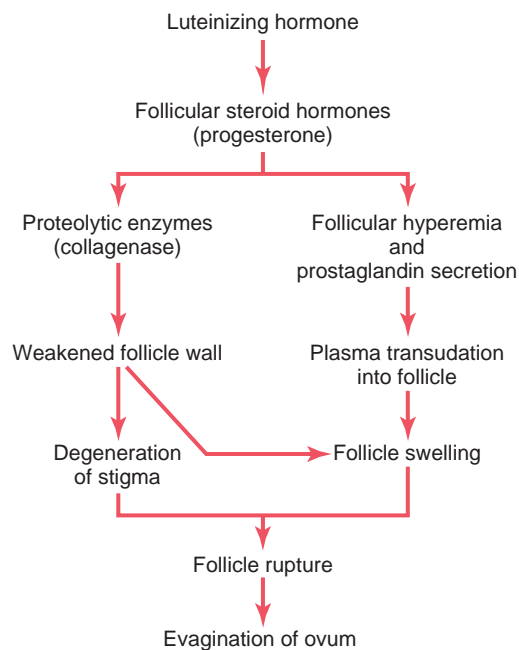 Luteinizing hormone
Follicular steroid hormones
(progesterone)
Proteolytic enzymes
(collagenase)
Follicular hyperemia
and
prostaglandin secretion
Weakened follicle wall
Plasma transudation
into follicle
Degeneration
of stigma
Follicle swelling
Follicle rupture
Evagination of ovum